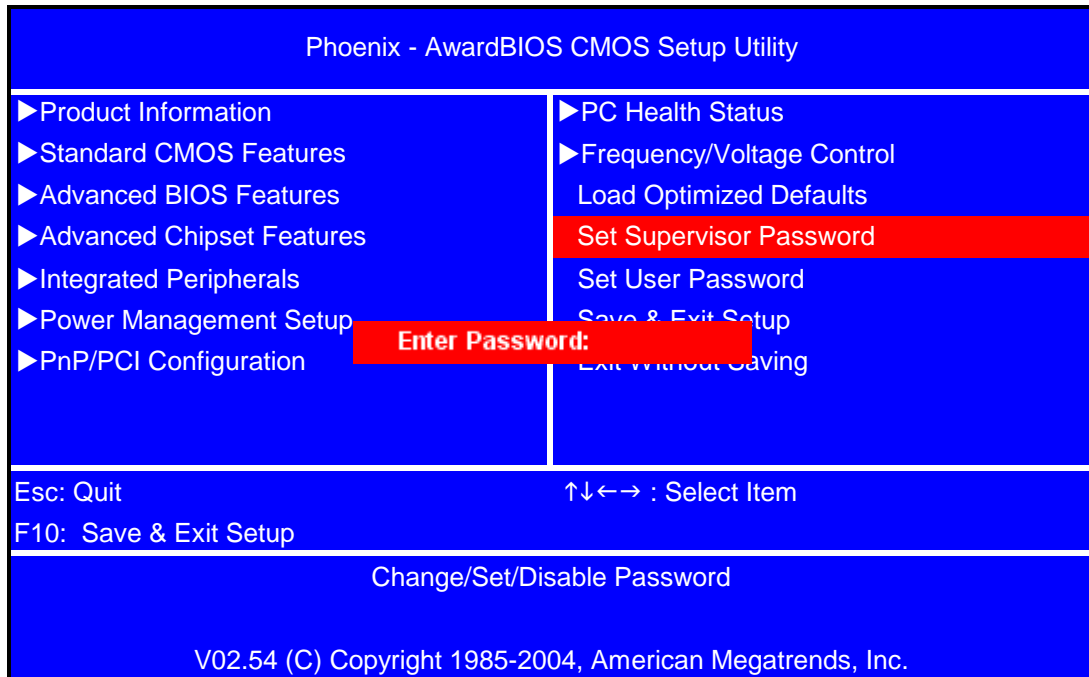 Phoenix - AwardBIOS CMOS Setup Utility
▶Product Information
▶Standard CMOS Features
▶Advanced BIOS Features
▶Advanced Chipset Features
▶Integrated Peripherals
▶Power Management Setup
▶PnP/PCI Configuration
▶PC Health Status
▶Frequency/Voltage Control
Load Optimized Defaults
Set Supervisor Password
Set User Password
Save & Exit Setup
Exit Without Saving
Enter Password:
Esc: Quit
↑↓←→ : Select Item
F10: Save & Exit Setup
Change/Set/Disable Password
V02.54 (C) Copyright 1985-2004, American Megatrends, Inc.